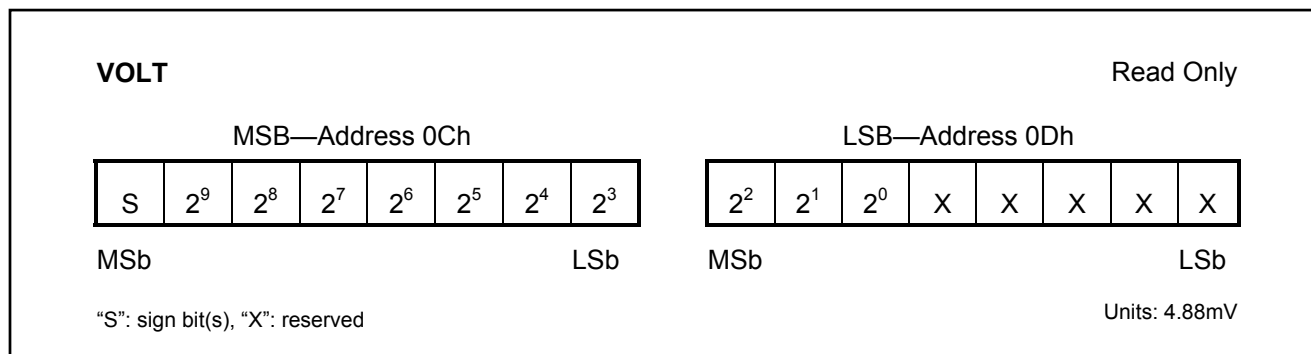 VOLT Read Only
MSB—Address 0Ch LSB—Address 0Dh
S 2⁹ 2⁸ 2⁷ 2⁶ 2⁵ 2⁴ 2³ 2² 2¹ 2⁰ X X X X X
MSb LSb MSb LSb
“S”: sign bit(s), “X”: reserved Units: 4.88mV